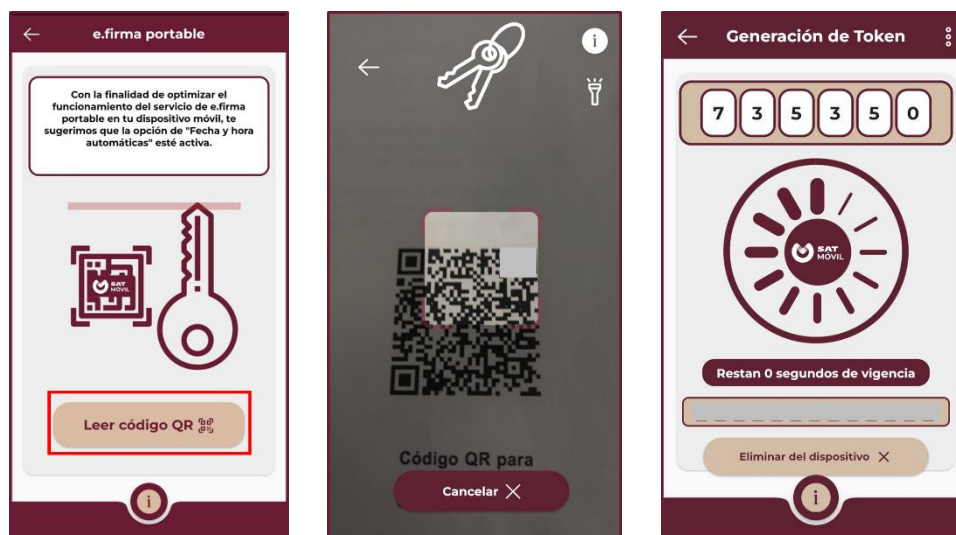 e.firma portable
Con la finalidad de optimizar el
funcionamiento del servicio de e.firma
portable en tu dispositivo móvil, te
sugerimos que la opción de "Fecha y hora
automáticas" esté activa.
SAT
MÓVIL
Leer código QR
i
i
Código QR para
Cancelar X
Generación de Token
7 3 5 3 5 0
SAT
MÓVIL
Restan 0 segundos de vigencia
Eliminar del dispositivo X
i